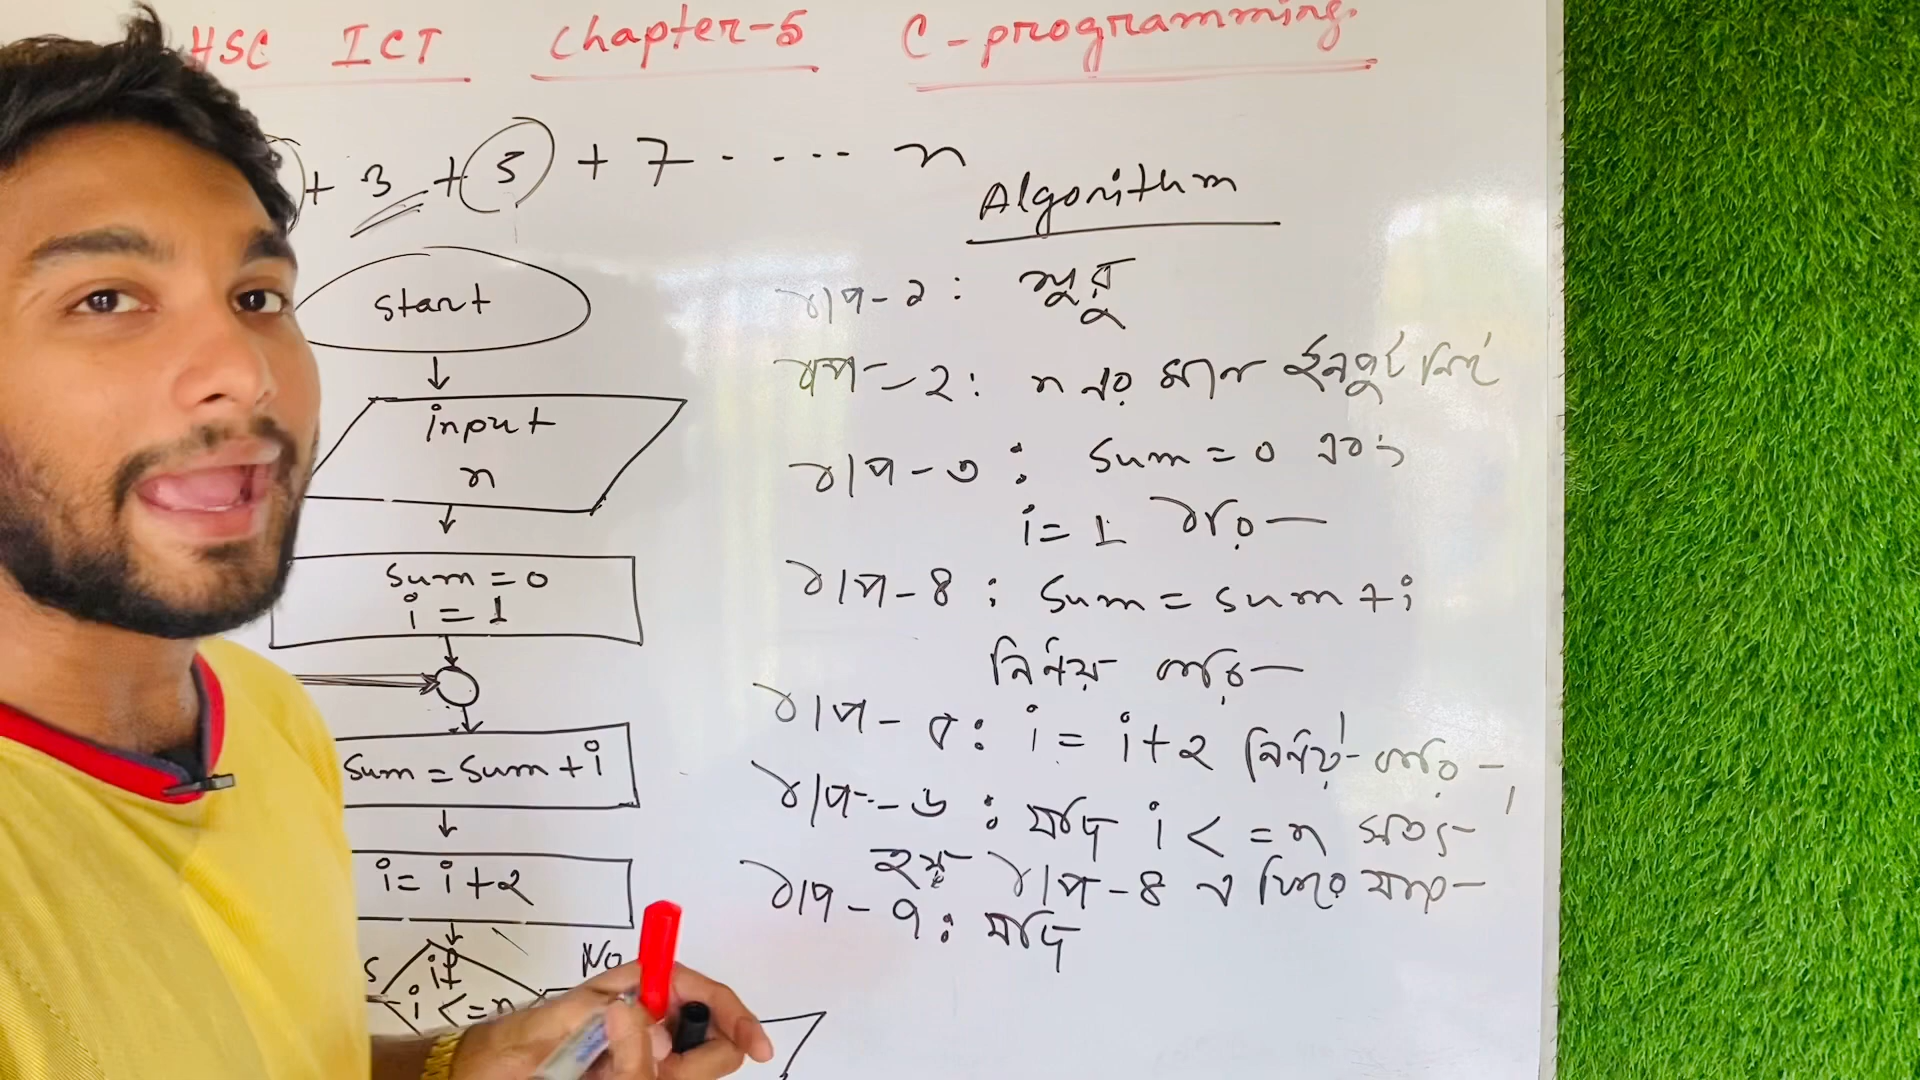 HSC ICT Chapter-5 C-programming.
+ 3 + 5 + 7 - . - . . . n
start
input
n
sum = 0
i = 1
sum = sum + i
i = i + 2
if
i <= n
No
Algorithm
ধাপ-১ : শুরু
ধাপ-২ : n এর মান ইনপুট নিই
ধাপ-৩ : sum = 0 এবং
i = 1 ধরি
ধাপ-৪ : sum = sum + i
নির্ণয় করি
ধাপ-৫ : i = i + 2 নির্ণয় করি
ধাপ-৬ : যদি i <= n সত্য
হয় ধাপ-৪ এ ফিরে যাও
ধাপ-৭ : যদি